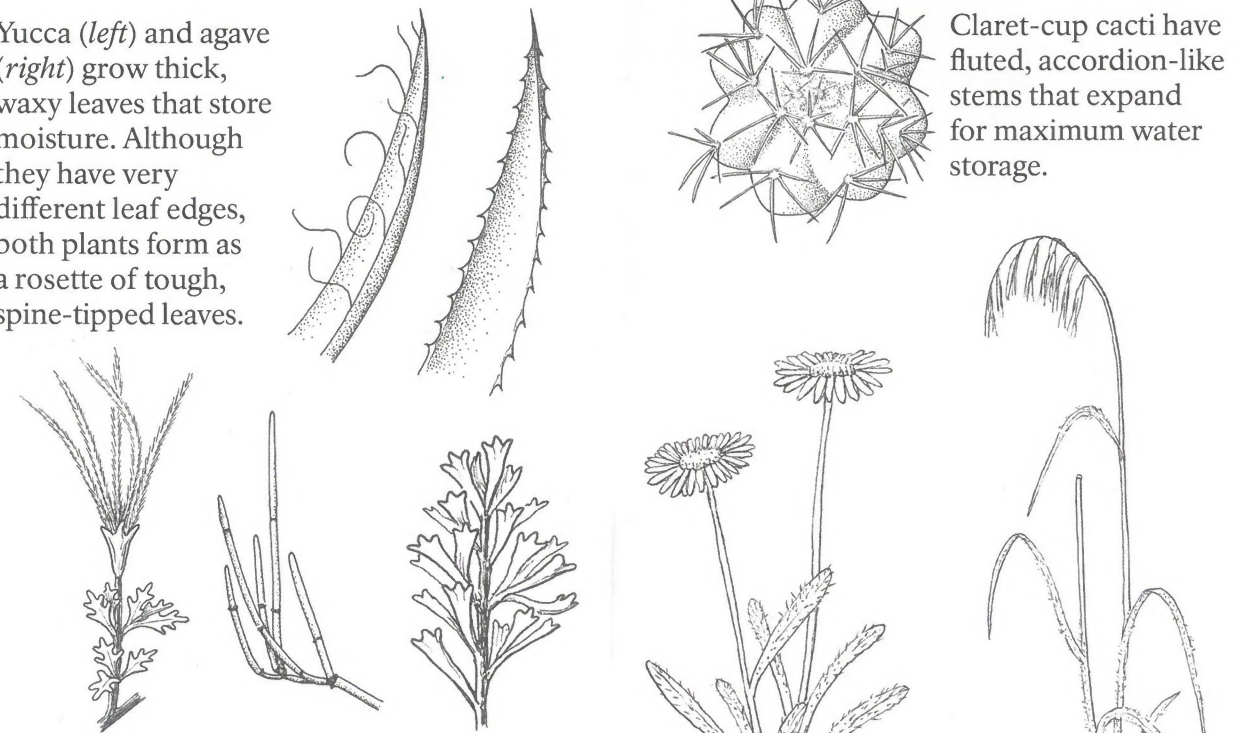 Yucca (left) and agave
(right) grow thick,
waxy leaves that store
moisture. Although
they have very
different leaf edges,
both plants form as
a rosette of tough,
spine-tipped leaves.
Claret-cup cacti have
fluted, accordion-like
stems that expand
for maximum water
storage.